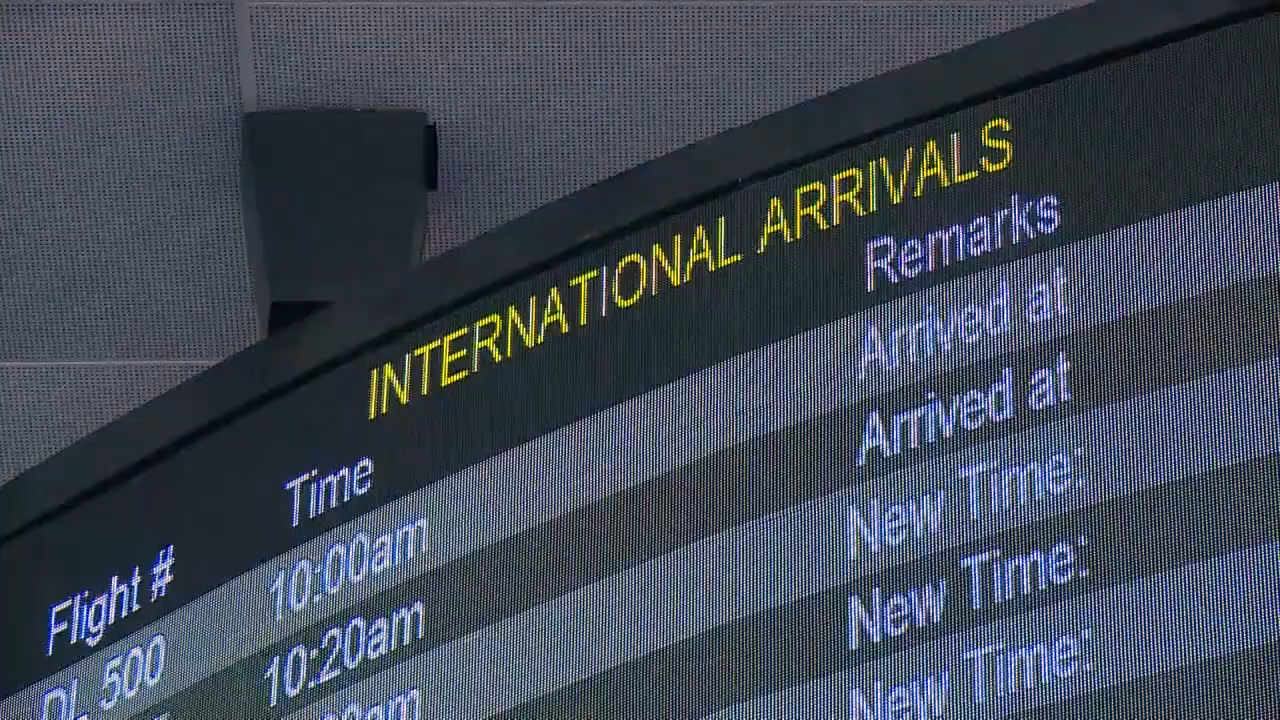 INTERNATIONAL ARRIVALS
Flight # Time Remarks
DL 500 10:00am Arrived at
10:20am Arrived at
New Time:
New Time:
New Time: